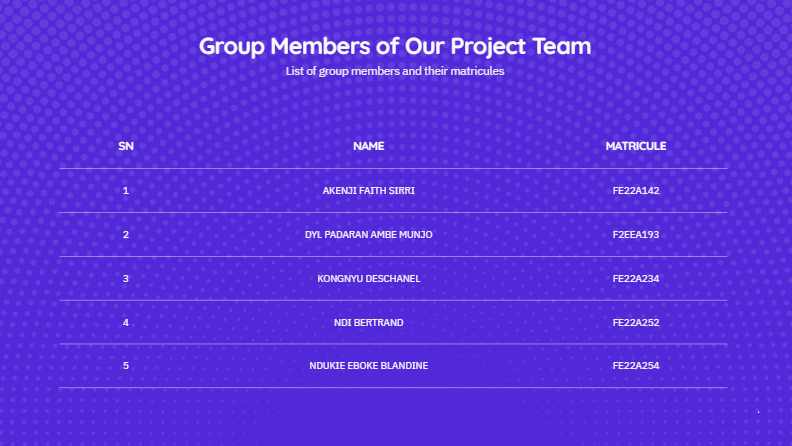 Group Members of Our Project Team
List of group members and their matricules
SN NAME MATRICULE
1 AKENJI FAITH SIRRI FE22A142
2 DYL PADARAN AMBE MUNJO F2EEA193
3 KONGNYU DESCHANEL FE22A234
4 NDI BERTRAND FE22A252
5 NDUKIE EBOKE BLANDINE FE22A254